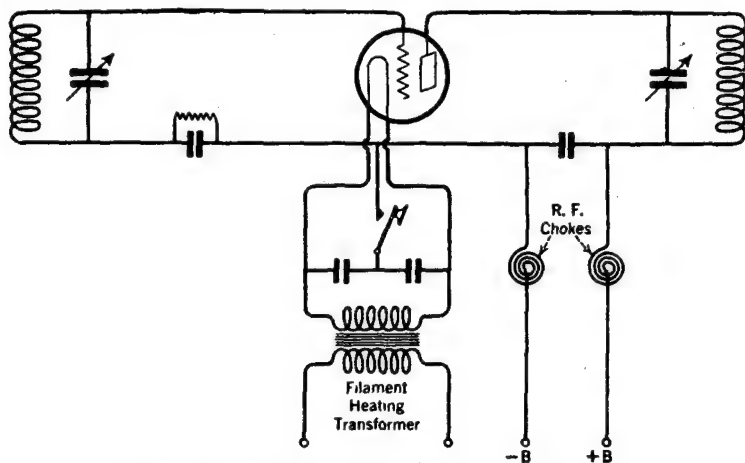 R. F.
Chokes
Filament
Heating
Transformer
−B
+B